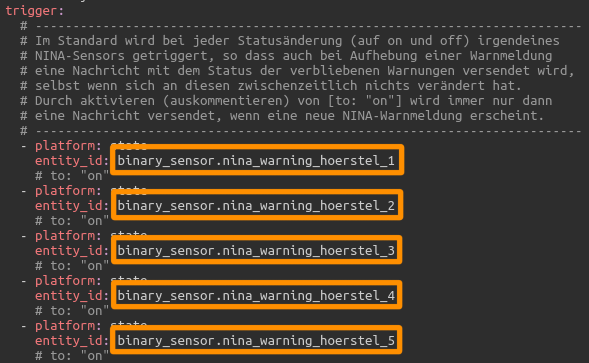 trigger:
# -------------------------------------------------------------------------
# Im Standard wird bei jeder Statusänderung (auf on und off) irgendeines
# NINA-Sensors getriggert, so dass auch bei Aufhebung einer Warnmeldung
# eine Nachricht mit dem Status der verbliebenen Warnungen versendet wird,
# selbst wenn sich an diesen zwischenzeitlich nichts verändert hat.
# Durch aktivieren (auskommentieren) von [to: "on"] wird immer nur dann
# eine Nachricht versendet, wenn eine neue NINA-Warnmeldung erscheint.
# -------------------------------------------------------------------------
- platform: state
entity_id: binary_sensor.nina_warning_hoerstel_1
# to: "on"
- platform: state
entity_id: binary_sensor.nina_warning_hoerstel_2
# to: "on"
- platform: state
entity_id: binary_sensor.nina_warning_hoerstel_3
# to: "on"
- platform: state
entity_id: binary_sensor.nina_warning_hoerstel_4
# to: "on"
- platform: state
entity_id: binary_sensor.nina_warning_hoerstel_5
# to: "on"